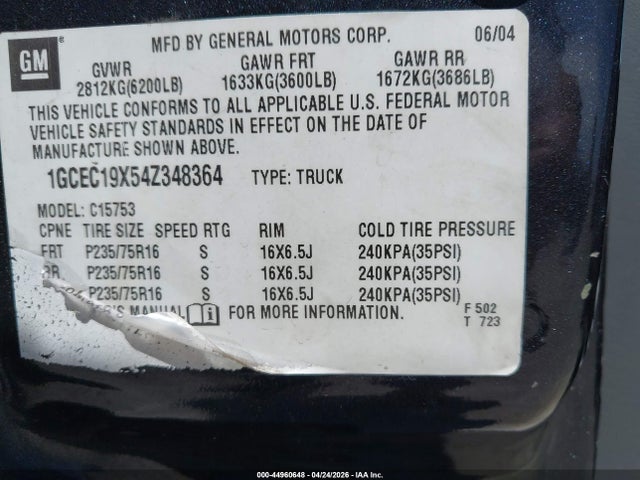 GM
MFD BY GENERAL MOTORS CORP. 06/04
GVWR GAWR FRT GAWR RR
2812KG(6200LB) 1633KG(3600LB) 1672KG(3686LB)
THIS VEHICLE CONFORMS TO ALL APPLICABLE U.S. FEDERAL MOTOR
VEHICLE SAFETY STANDARDS IN EFFECT ON THE DATE OF
MANUFACTURE SHOWN ABOVE.
1GCEC19X54Z348364 TYPE: TRUCK
MODEL: C15753
CPNE TIRE SIZE SPEED RTG RIM COLD TIRE PRESSURE
FRT P235/75R16 S 16X6.5J 240KPA(35PSI)
RR P235/75R16 S 16X6.5J 240KPA(35PSI)
P235/75R16 S 16X6.5J 240KPA(35PSI)
MANUAL FOR MORE INFORMATION.
F 502
T 723
000-44960648 - 04/24/2026 - IAA Inc.